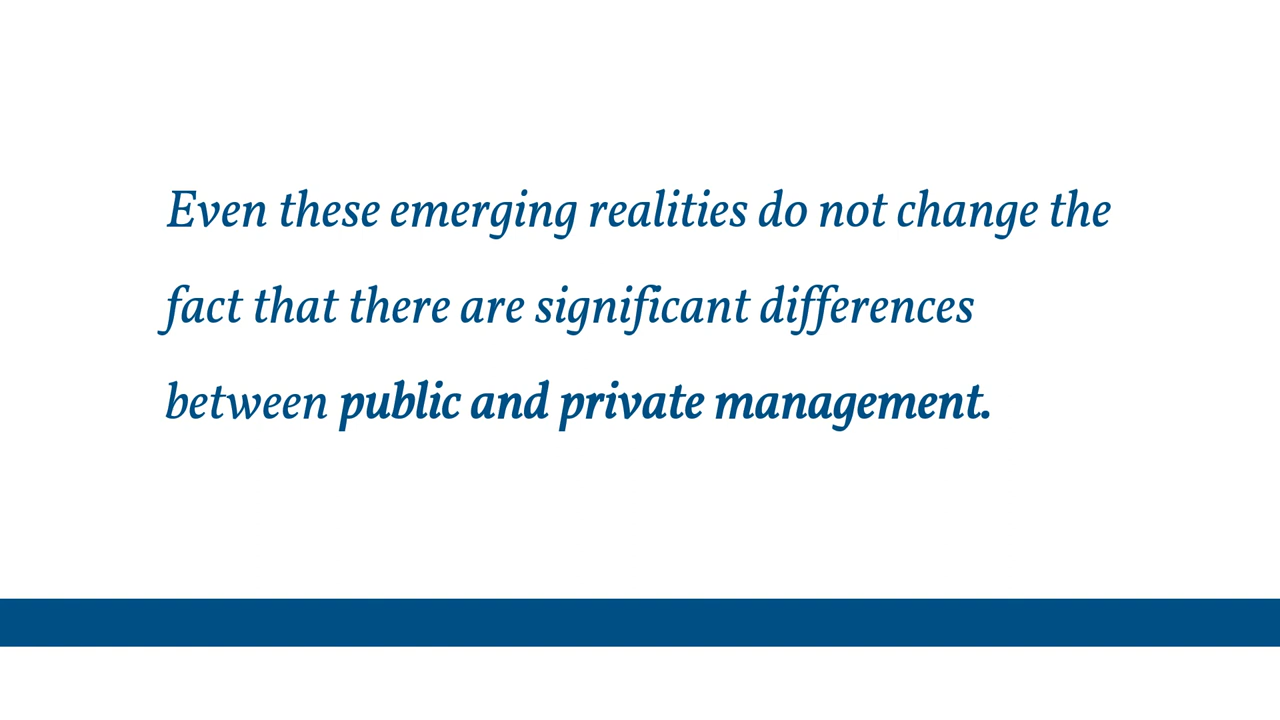 Even these emerging realities do not change the
fact that there are significant differences
between public and private management.